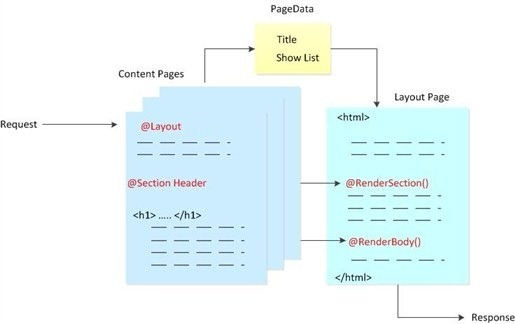 PageData
Title
Show List
Content Pages
Layout Page
Request
@Layout
@Section Header
<h1> ..... </h1>
<html>
@RenderSection()
@RenderBody()
</html>
Response